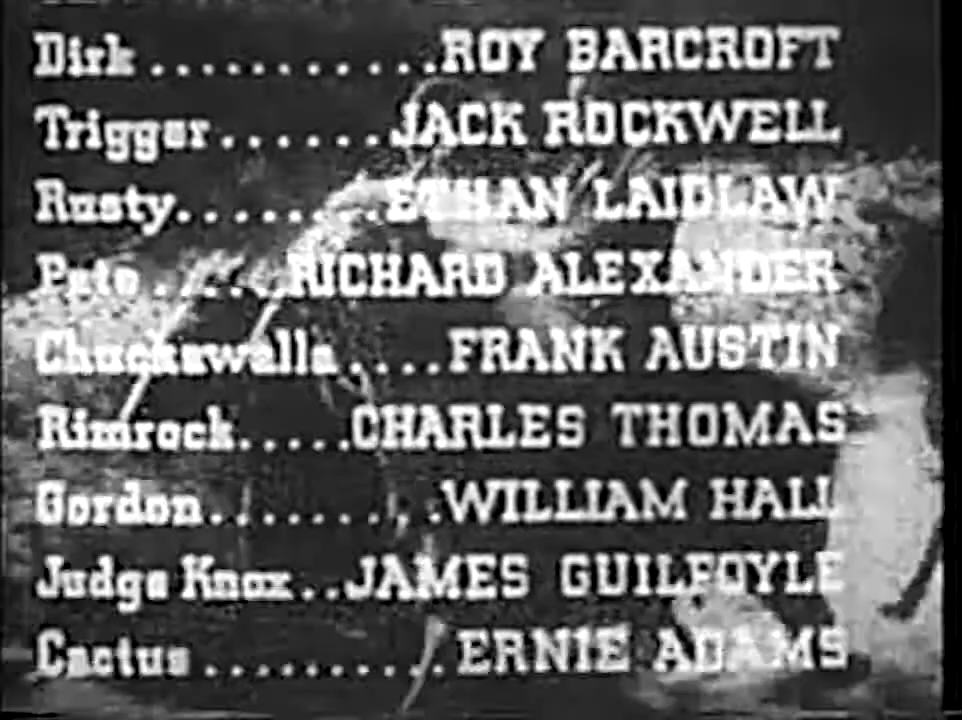 Dirk ............ROY BARCROFT
Trigger.......JACK ROCKWELL
Rusty........ETHAN LAIDLAW
Pete .......RICHARD ALEXANDER
Chuckawalla....FRANK AUSTIN
Rimrock.....CHARLES THOMAS
Gordon.........WILLIAM HALL
Judge Knox..JAMES GUILFOYLE
Cactus ..........ERNIE ADAMS